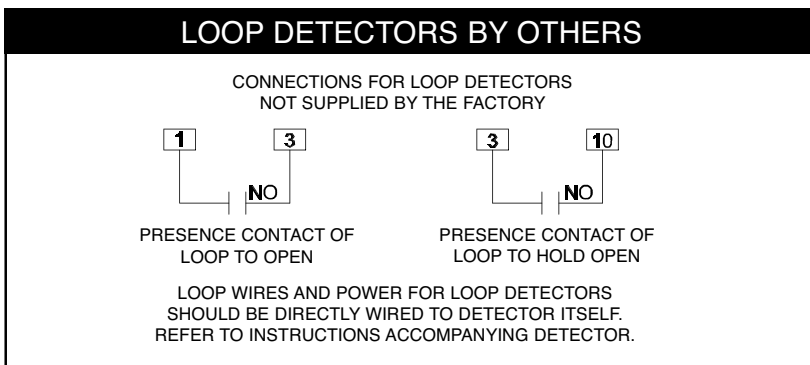 LOOP DETECTORS BY OTHERS
CONNECTIONS FOR LOOP DETECTORS
NOT SUPPLIED BY THE FACTORY
1 3
NO
PRESENCE CONTACT OF
LOOP TO OPEN
3 10
NO
PRESENCE CONTACT OF
LOOP TO HOLD OPEN
LOOP WIRES AND POWER FOR LOOP DETECTORS
SHOULD BE DIRECTLY WIRED TO DETECTOR ITSELF.
REFER TO INSTRUCTIONS ACCOMPANYING DETECTOR.